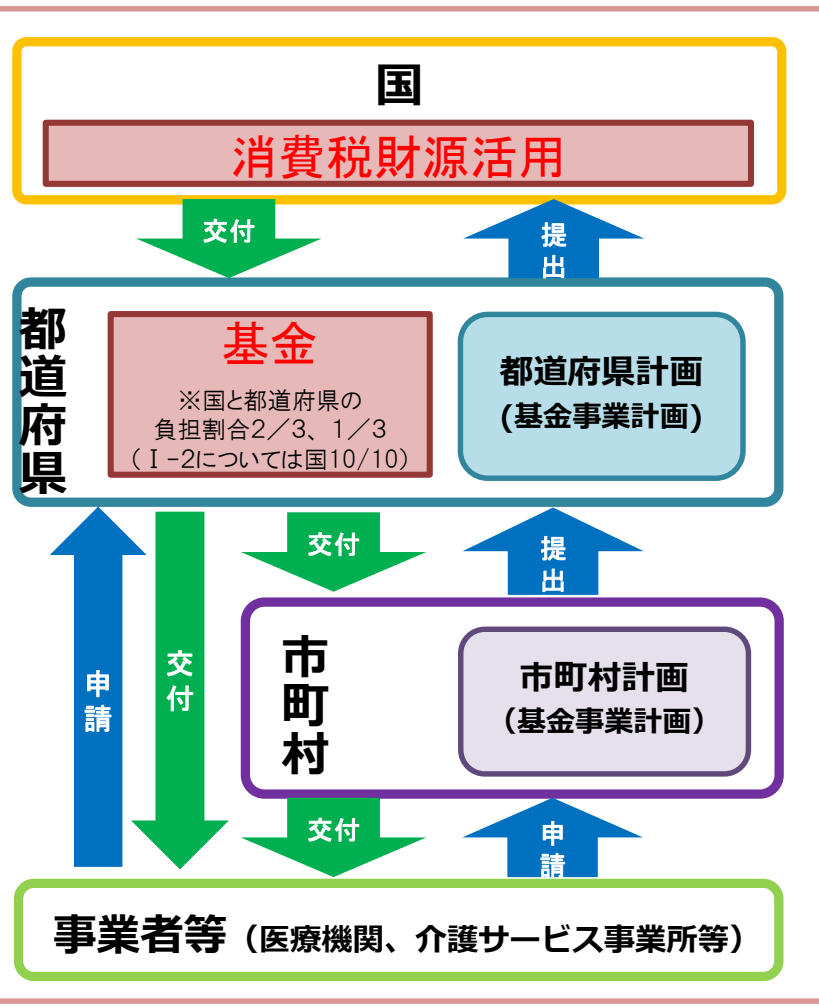 国
消費税財源活用
交付
提出
都道府県
基金
※国と都道府県の
負担割合2／3、1／3
（Ⅰ-2については国10/10）
都道府県計画
(基金事業計画)
申請
交付
交付
提出
市町村
市町村計画
（基金事業計画）
交付
申請
事業者等（医療機関、介護サービス事業所等）